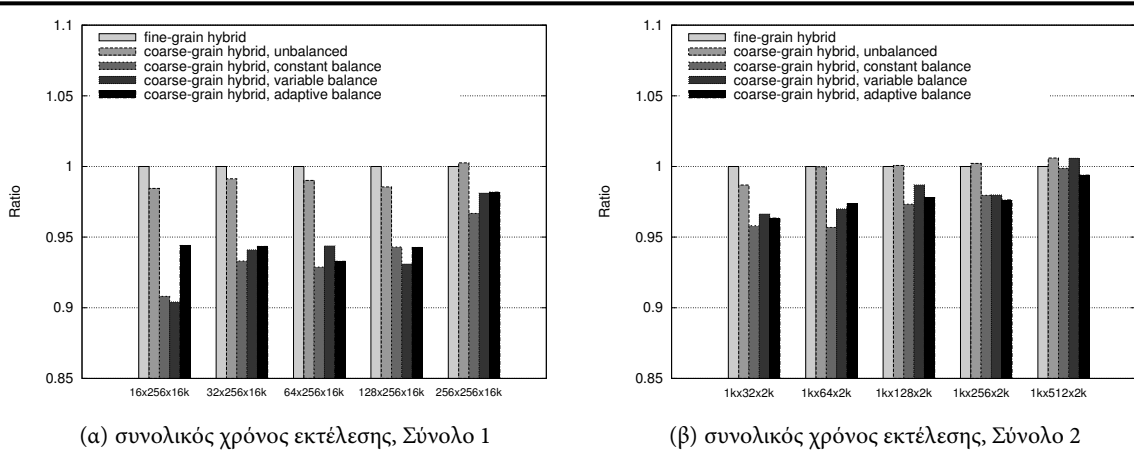 1.1
1.05
1
0.95
0.9
0.85
Ratio
fine-grain hybrid
coarse-grain hybrid, unbalanced
coarse-grain hybrid, constant balance
coarse-grain hybrid, variable balance
coarse-grain hybrid, adaptive balance
16x256x16k 32x256x16k 64x256x16k 128x256x16k 256x256x16k
(α) συνολικός χρόνος εκτέλεσης, Σύνολο 1
1.1
1.05
1
0.95
0.9
0.85
Ratio
fine-grain hybrid
coarse-grain hybrid, unbalanced
coarse-grain hybrid, constant balance
coarse-grain hybrid, variable balance
coarse-grain hybrid, adaptive balance
1kx32x2k 1kx64x2k 1kx128x2k 1kx256x2k 1kx512x2k
(β) συνολικός χρόνος εκτέλεσης, Σύνολο 2